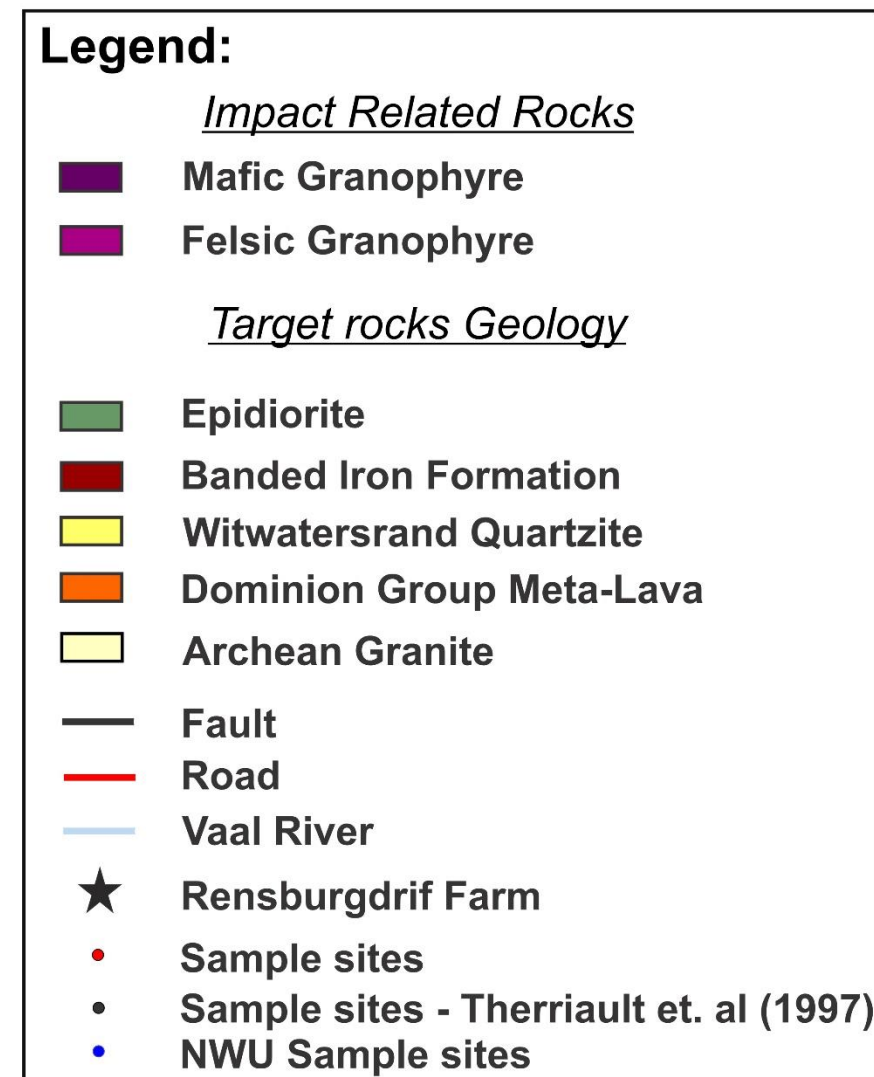 Legend:
Impact Related Rocks
Mafic Granophyre
Felsic Granophyre
Target rocks Geology
Epidiorite
Banded Iron Formation
Witwatersrand Quartzite
Dominion Group Meta-Lava
Archean Granite
Fault
Road
Vaal River
Rensburgdrif Farm
Sample sites
Sample sites - Therriault et. al (1997)
NWU Sample sites